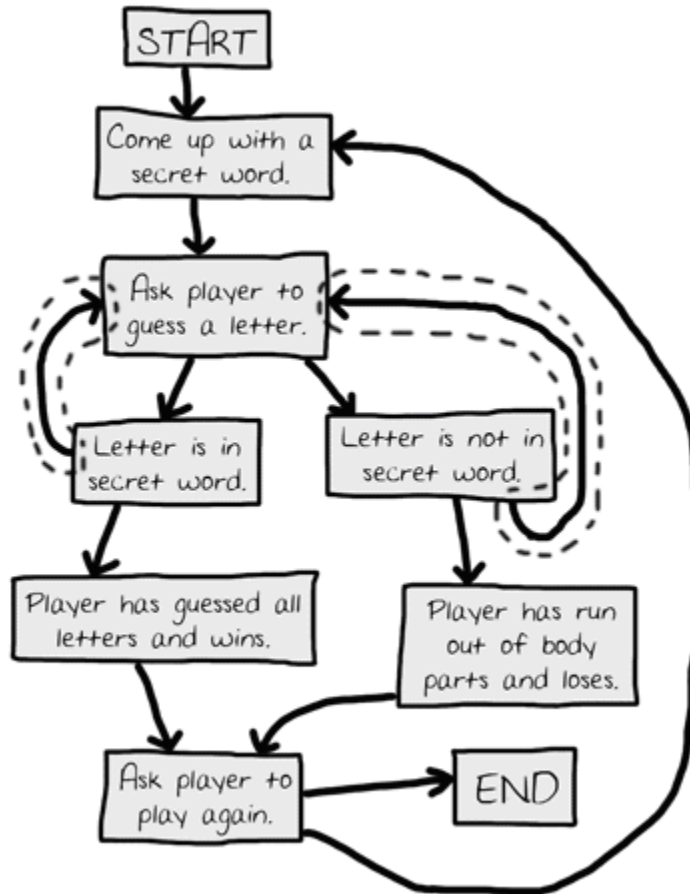 START
Come up with a
secret word.
Ask player to
guess a letter.
Letter is in
secret word.
Letter is not in
secret word.
Player has guessed all
letters and wins.
Player has run
out of body
parts and loses.
Ask player to
play again.
END